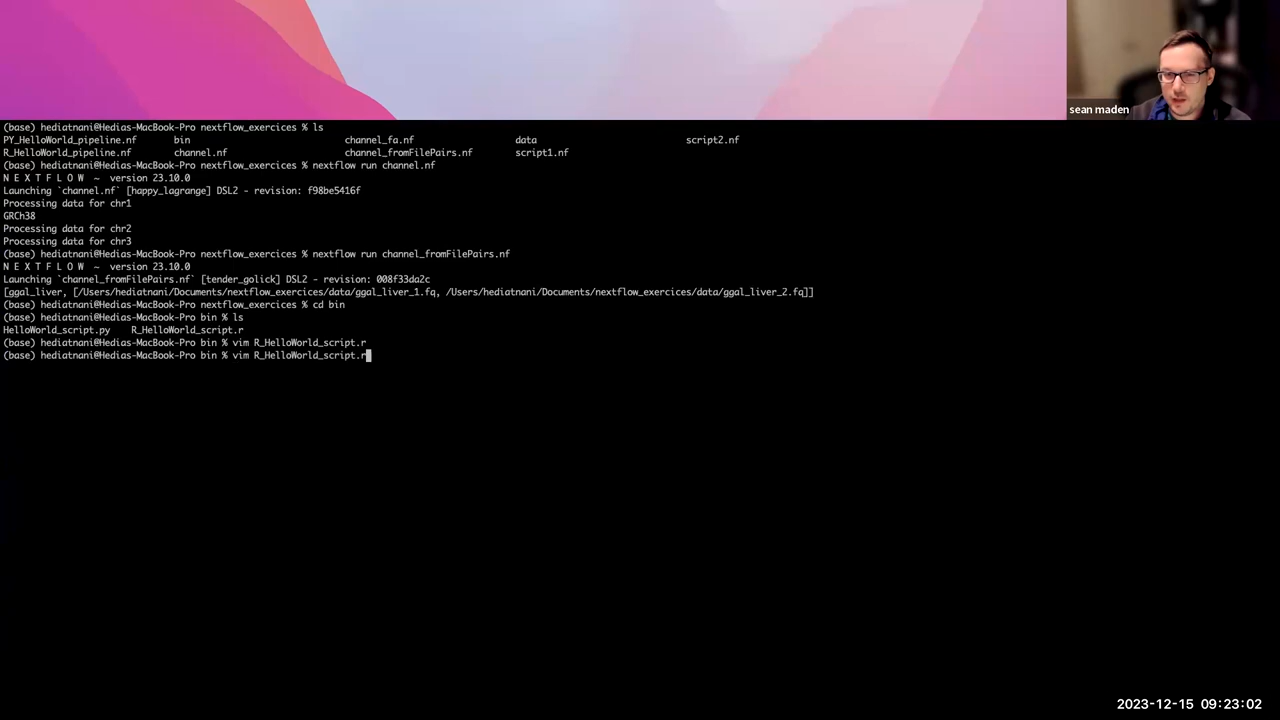 sean maden
(base) hediatnani@Hedias-MacBook-Pro nextflow_exercices % ls
PY_HelloWorld_pipeline.nf bin channel_fa.nf data script2.nf
R_HelloWorld_pipeline.nf channel.nf channel_fromFilePairs.nf script1.nf
(base) hediatnani@Hedias-MacBook-Pro nextflow_exercices % nextflow run channel.nf
N E X T F L O W ~ version 23.10.0
Launching `channel.nf` [happy_lagrange] DSL2 - revision: f98be5416f
Processing data for chr1
GRCh38
Processing data for chr2
Processing data for chr3
(base) hediatnani@Hedias-MacBook-Pro nextflow_exercices % nextflow run channel_fromFilePairs.nf
N E X T F L O W ~ version 23.10.0
Launching `channel_fromFilePairs.nf` [tender_golick] DSL2 - revision: 008f33da2c
[ggal_liver, [/Users/hediatnani/Documents/nextflow_exercices/data/ggal_liver_1.fq, /Users/hediatnani/Documents/nextflow_exercices/data/ggal_liver_2.fq]]
(base) hediatnani@Hedias-MacBook-Pro nextflow_exercices % cd bin
(base) hediatnani@Hedias-MacBook-Pro bin % ls
HelloWorld_script.py R_HelloWorld_script.r
(base) hediatnani@Hedias-MacBook-Pro bin % vim R_HelloWorld_script.r
(base) hediatnani@Hedias-MacBook-Pro bin % vim R_HelloWorld_script.r
2023-12-15 09:23:02